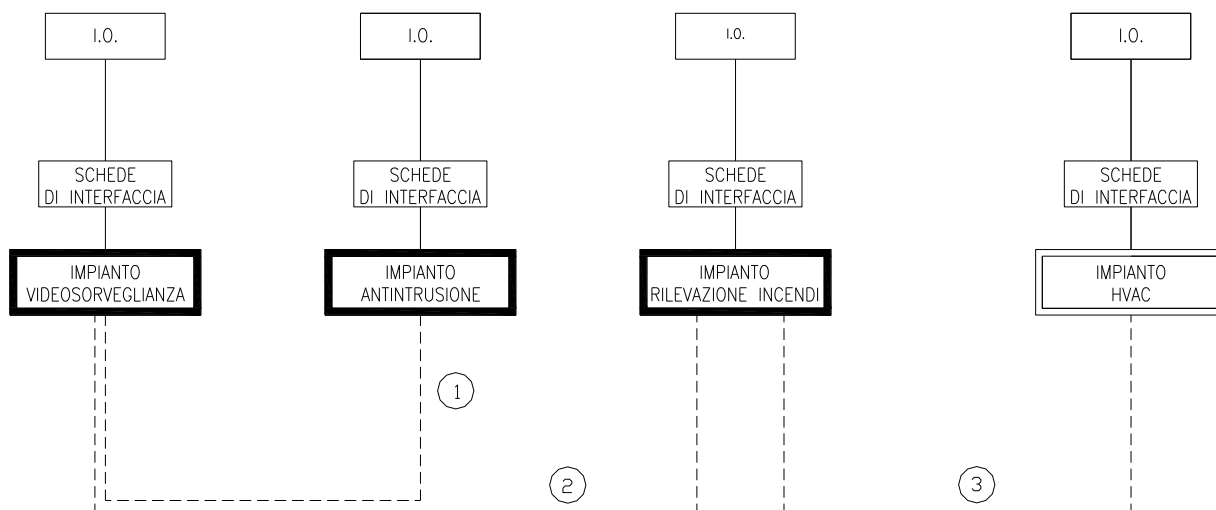 I.O.
I.O.
I.O.
I.O.
SCHEDE
DI INTERFACCIA
SCHEDE
DI INTERFACCIA
SCHEDE
DI INTERFACCIA
SCHEDE
DI INTERFACCIA
IMPIANTO
VIDEOSORVEGLIANZA
IMPIANTO
ANTINTRUSIONE
IMPIANTO
RILEVAZIONE INCENDI
IMPIANTO
HVAC
1
2
3